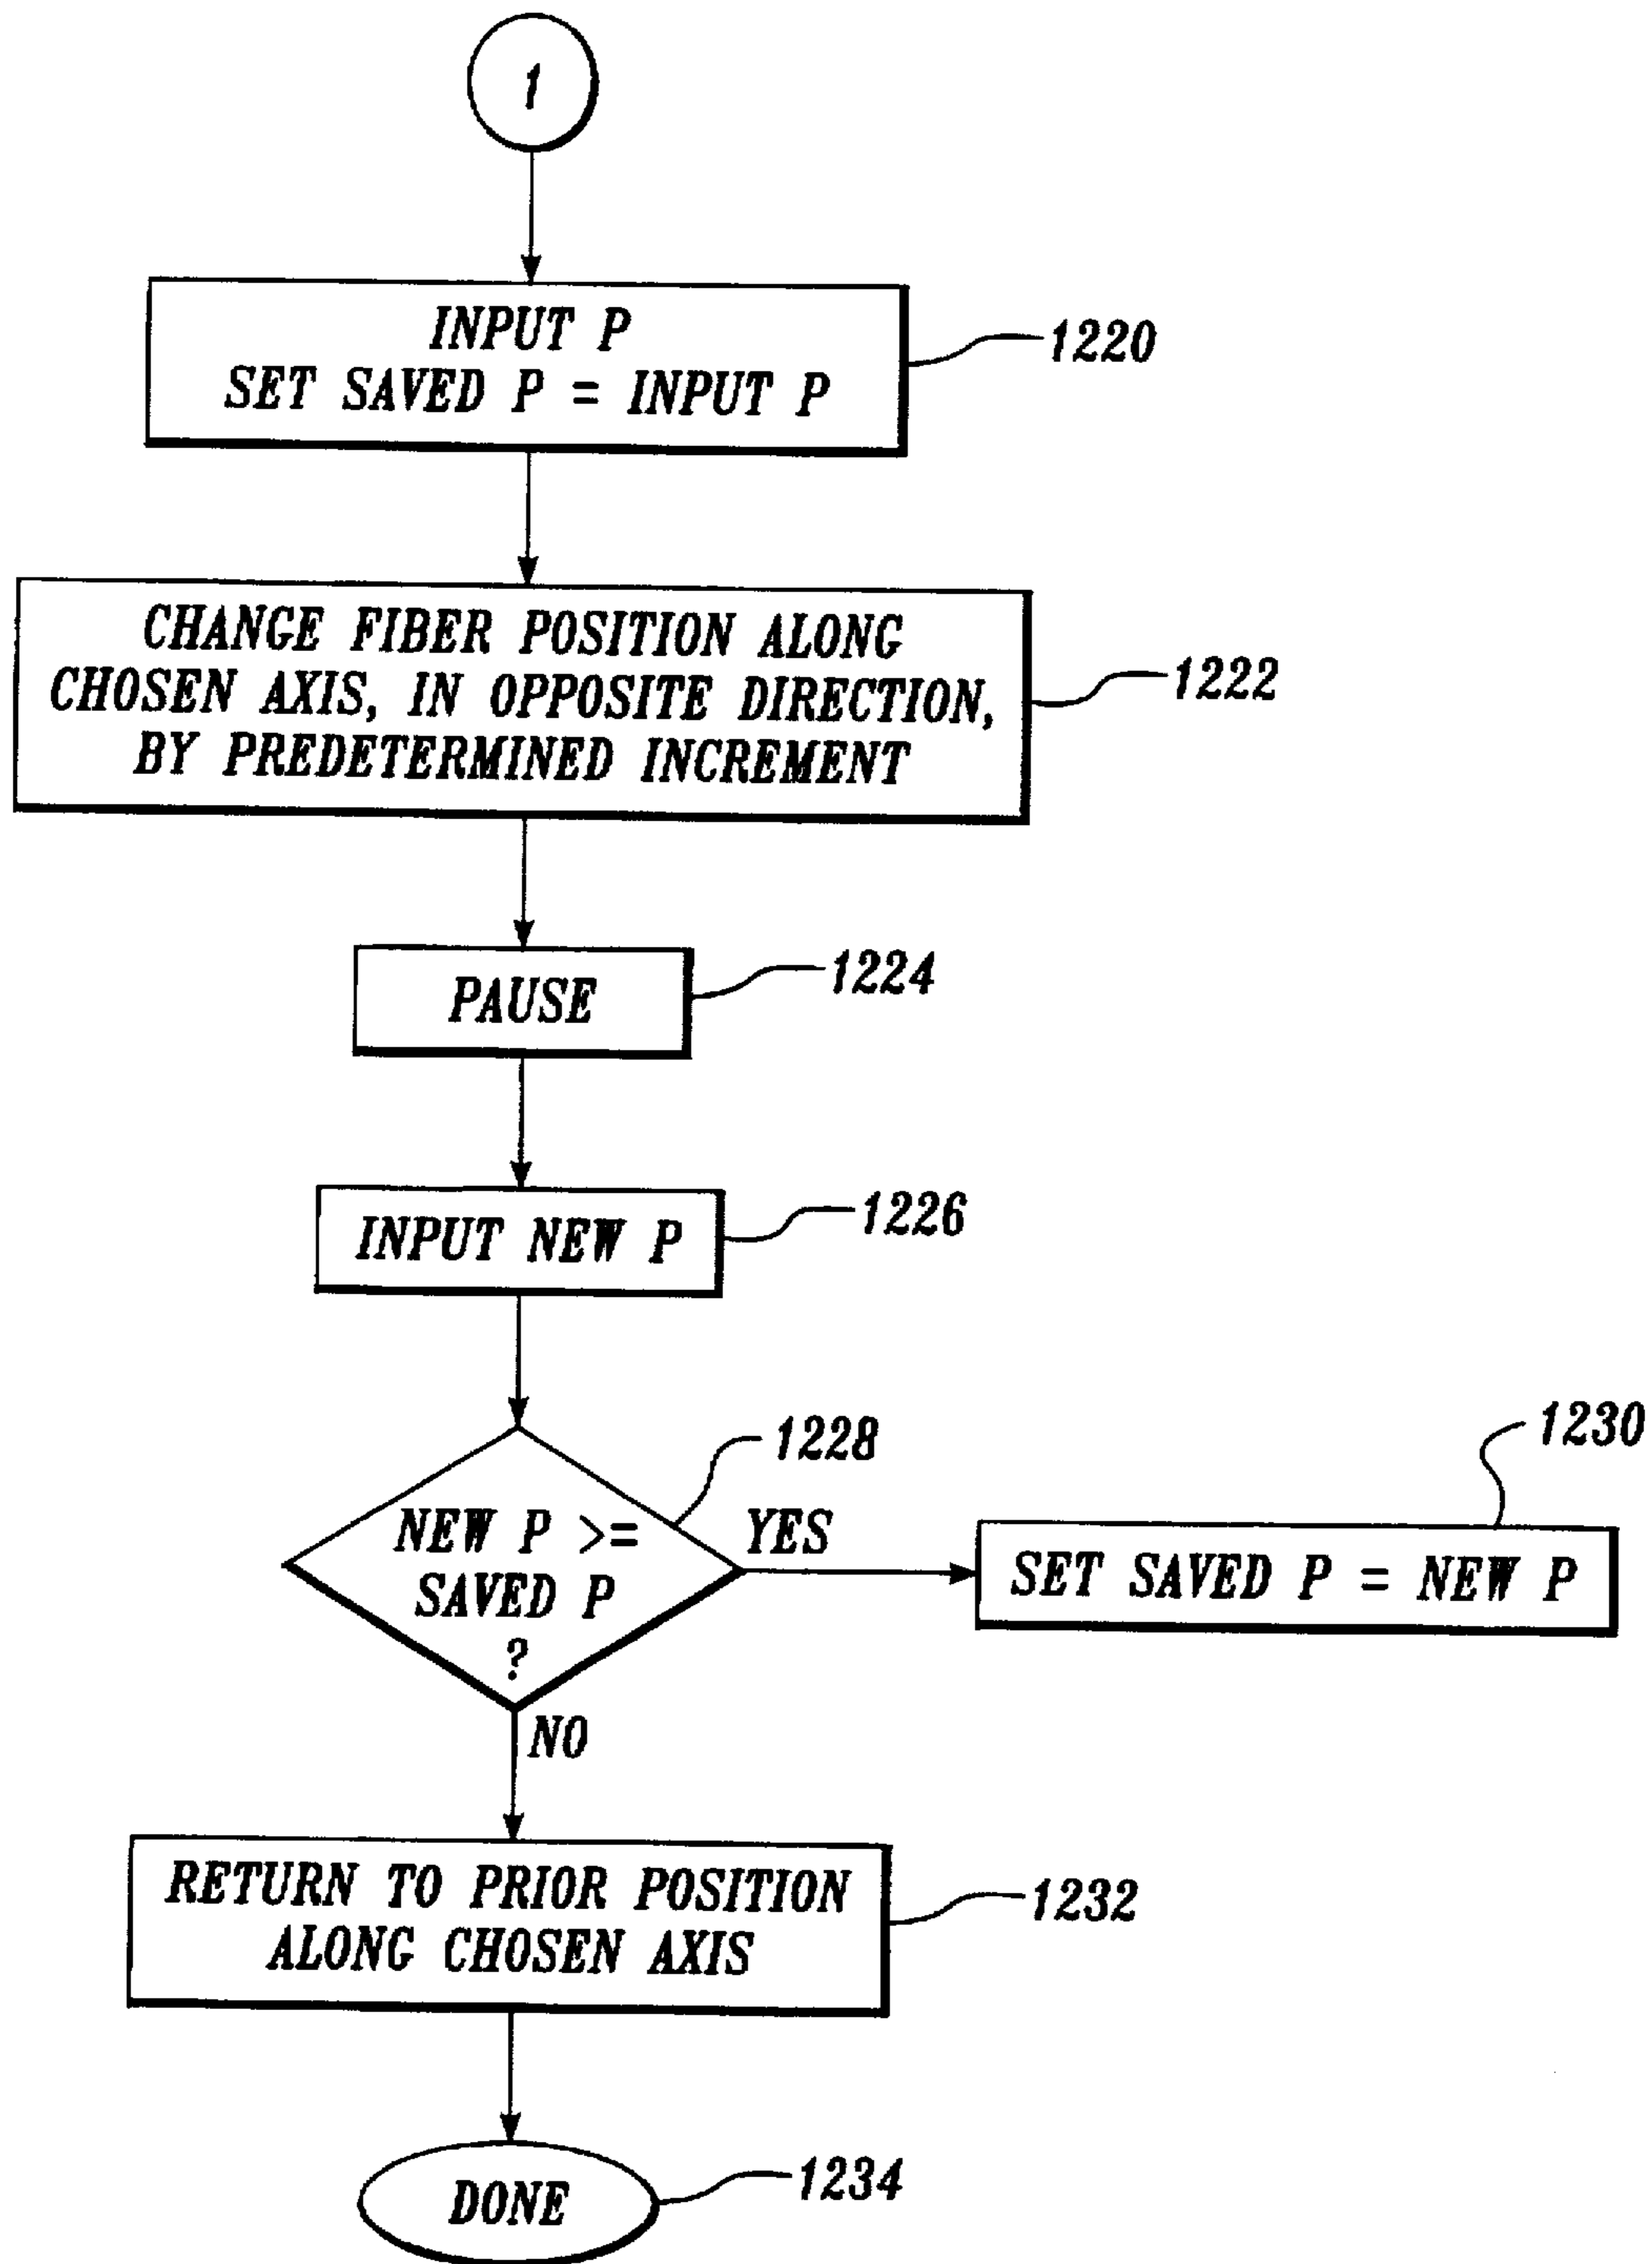 1
INPUT P
SET SAVED P = INPUT P
1220
CHANGE FIBER POSITION ALONG
CHOSEN AXIS, IN OPPOSITE DIRECTION,
BY PREDETERMINED INCREMENT
1222
PAUSE
1224
INPUT NEW P
1226
NEW P >=
SAVED P
?
1228
YES
SET SAVED P = NEW P
1230
NO
RETURN TO PRIOR POSITION
ALONG CHOSEN AXIS
1232
DONE
1234